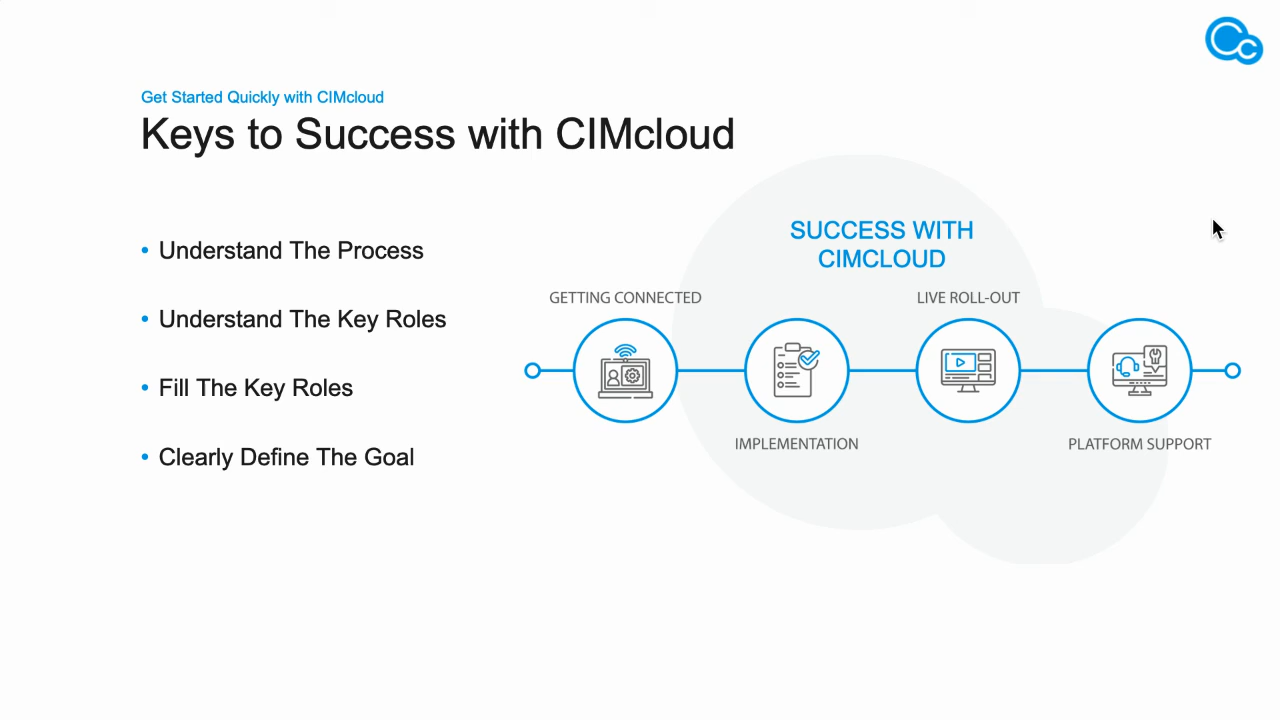 Get Started Quickly with CIMcloud
Keys to Success with CIMcloud
• Understand The Process
• Understand The Key Roles
• Fill The Key Roles
• Clearly Define The Goal
SUCCESS WITH
CIMCLOUD
GETTING CONNECTED
LIVE ROLL-OUT
IMPLEMENTATION
PLATFORM SUPPORT
Cc